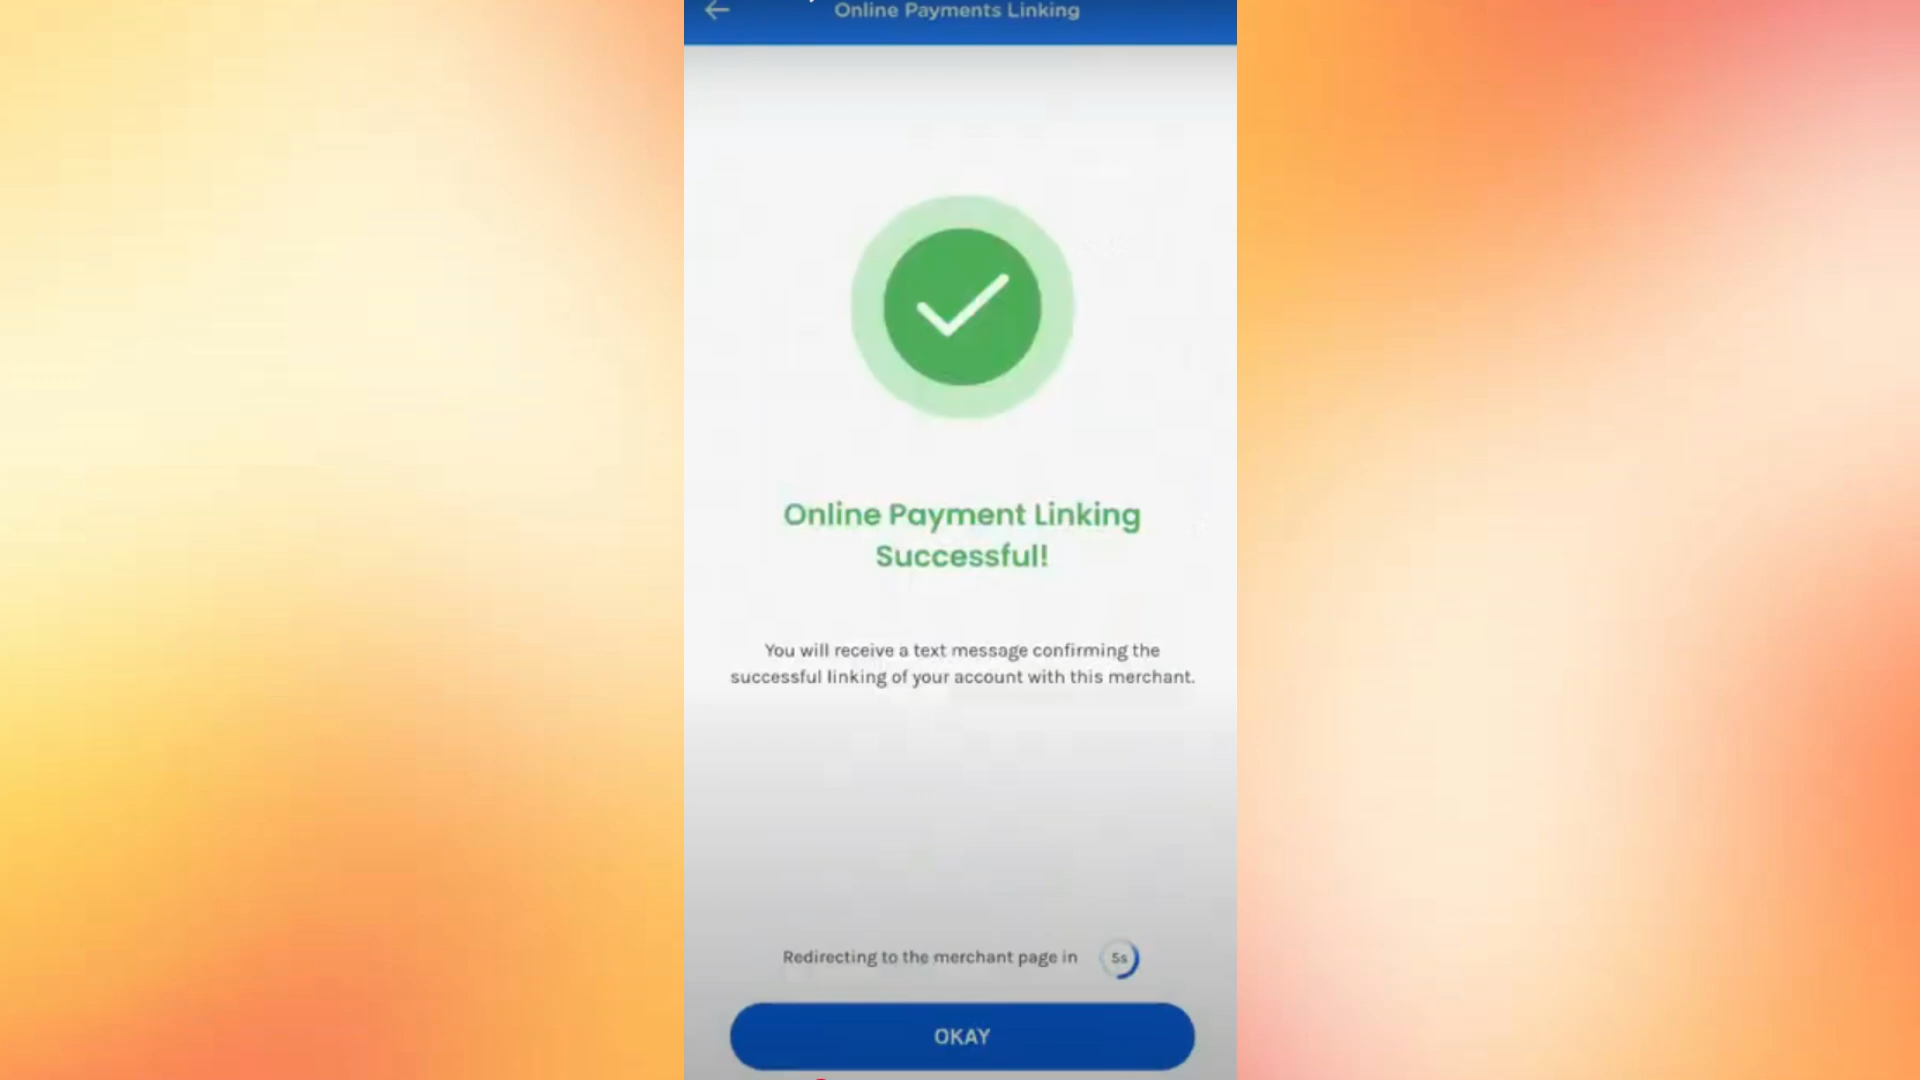 Online Payments Linking
Online Payment Linking
Successful!
You will receive a text message confirming the
successful linking of your account with this merchant.
Redirecting to the merchant page in 5s
OKAY